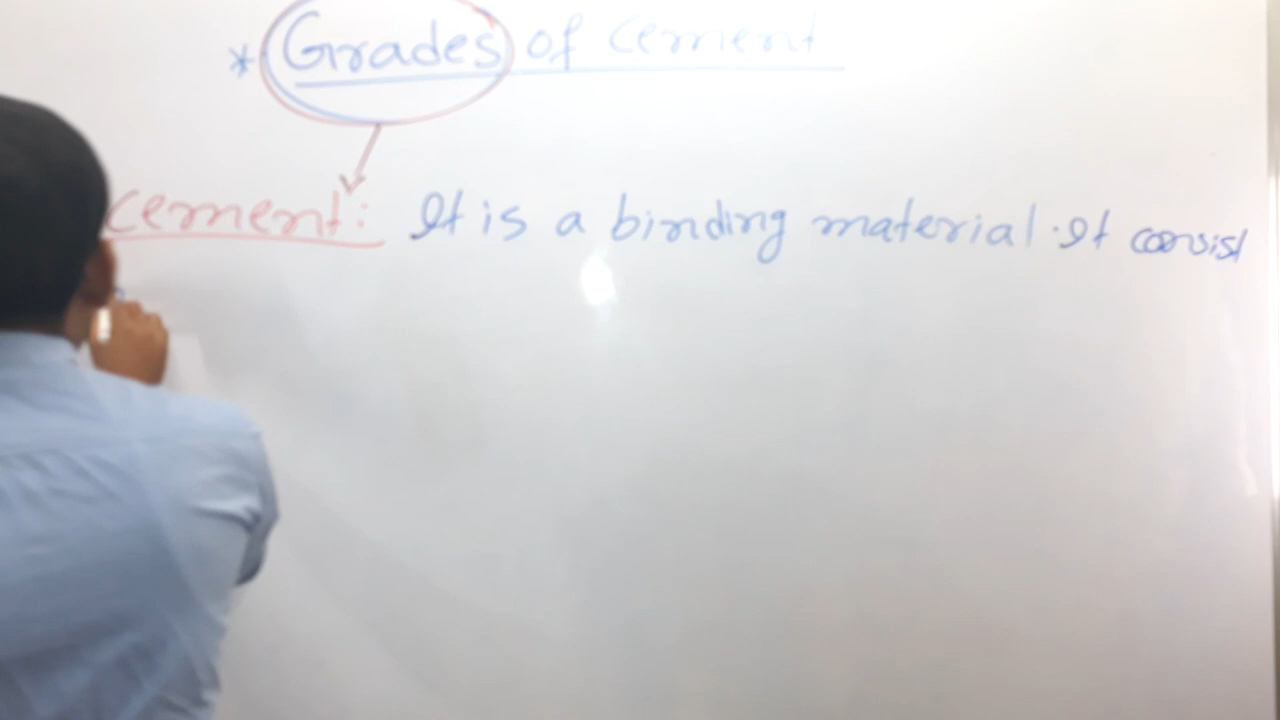 * Grades of cement
cement: It is a binding material. It consist